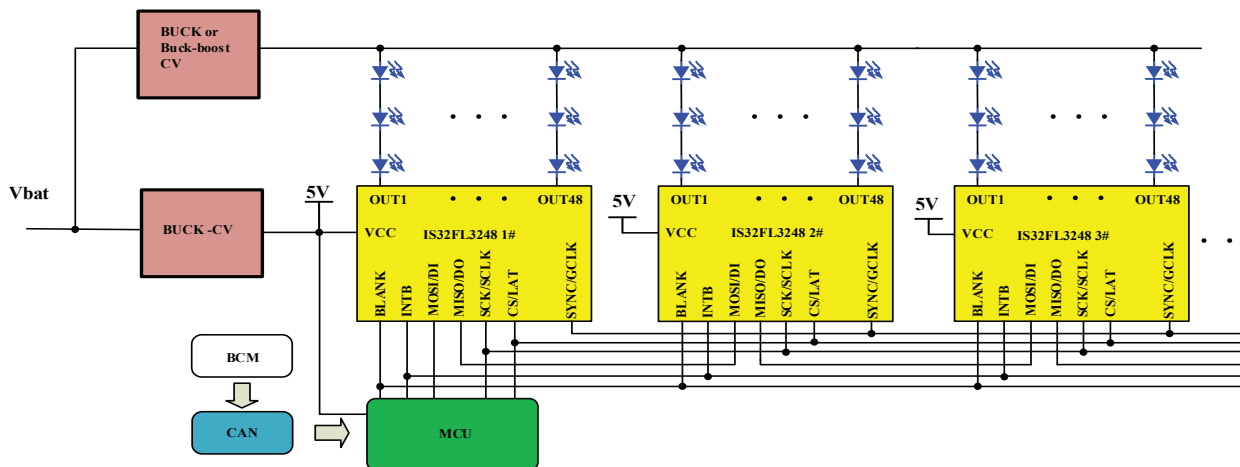 BUCK or
Buck-boost
CV
Vbat
BUCK -CV
5V
OUT1
OUT48
VCC
IS32FL3248 1#
BLANK
INTB
MOSI/DI
MISO/DO
SCK/SCLK
CS/LAT
SYNC/GCLK
5V
OUT1
OUT48
VCC
IS32FL3248 2#
BLANK
INTB
MOSI/DI
MISO/DO
SCK/SCLK
CS/LAT
SYNC/GCLK
5V
OUT1
OUT48
VCC
IS32FL3248 3#
BLANK
INTB
MOSI/DI
MISO/DO
SCK/SCLK
CS/LAT
SYNC/GCLK
BCM
CAN
MCU